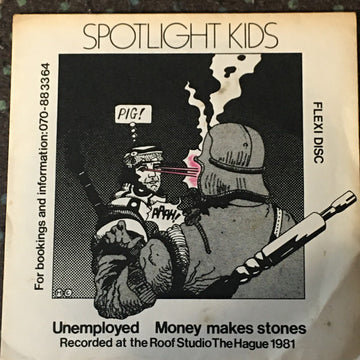 SPOTLIGHT KIDS
For bookings and information:070-883364
FLEXI DISC
PIG!
ARRGH!
Unemployed Money makes stones
Recorded at the Roof Studio The Hague 1981